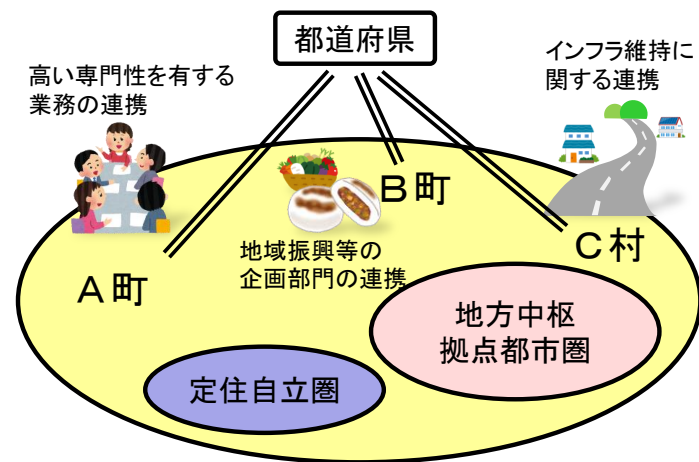 都道府県
高い専門性を有する
業務の連携
インフラ維持に
関する連携
B町
地域振興等の
企画部門の連携
A町
C村
地方中枢
拠点都市圏
定住自立圏